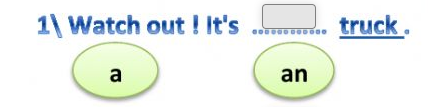 1\ Watch out ! It's ............ truck .
a an